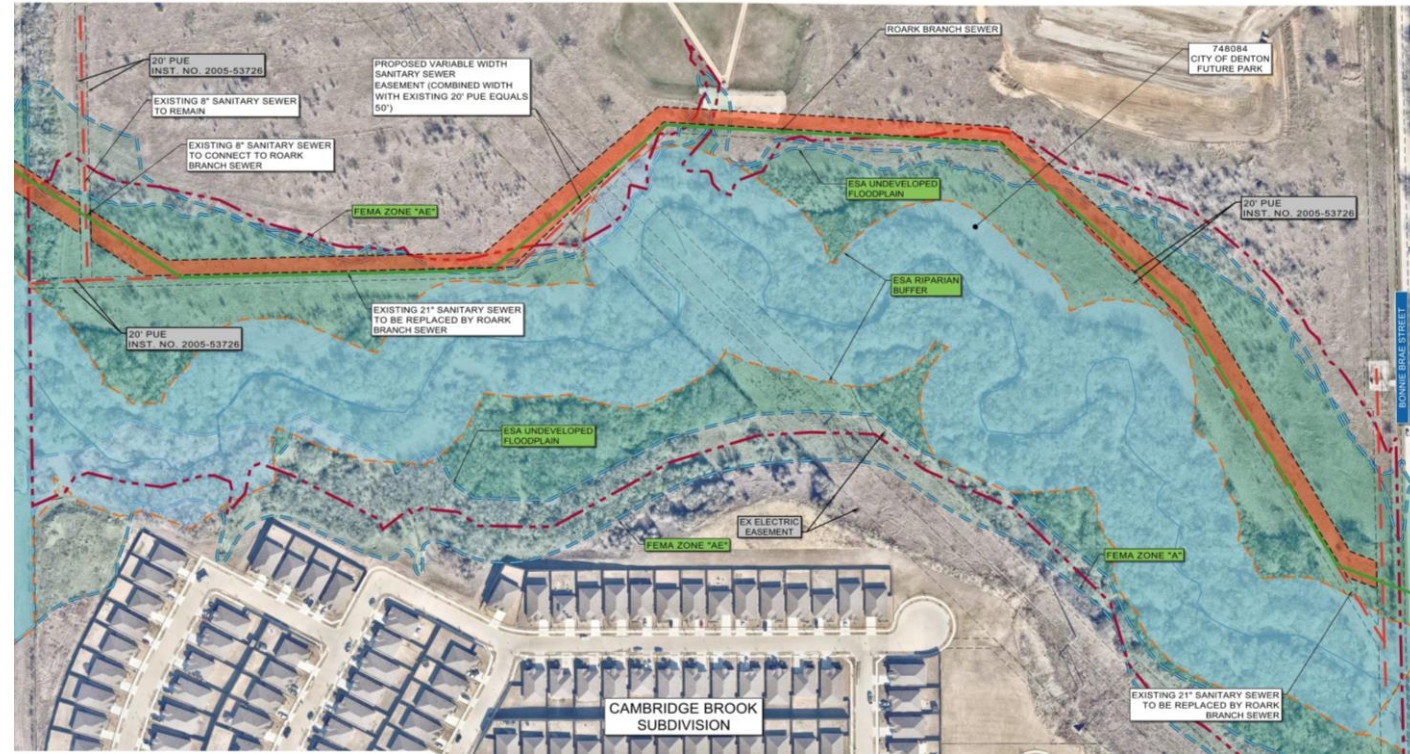 ROARK BRANCH SEWER
748084
CITY OF DENTON
FUTURE PARK
20' PUE
INST. NO. 2005-53726
PROPOSED VARIABLE WIDTH
SANITARY SEWER
EASEMENT (COMBINED WIDTH
WITH EXISTING 20' PUE EQUALS
50')
EXISTING 8" SANITARY SEWER
TO REMAIN
EXISTING 8" SANITARY SEWER
TO CONNECT TO ROARK
BRANCH SEWER
ESA UNDEVELOPED
FLOODPLAIN
FEMA ZONE "AE"
20' PUE
INST. NO. 2005-53726
ESA RIPARIAN
BUFFER
EXISTING 21" SANITARY SEWER
TO BE REPLACED BY ROARK
BRANCH SEWER
20' PUE
INST. NO. 2005-53726
BONNIE BRAE STREET
ESA UNDEVELOPED
FLOODPLAIN
EX ELECTRIC
EASEMENT
FEMA ZONE "AE"
FEMA ZONE "A"
EXISTING 21" SANITARY SEWER
TO BE REPLACED BY ROARK
BRANCH SEWER
CAMBRIDGE BROOK
SUBDIVISION